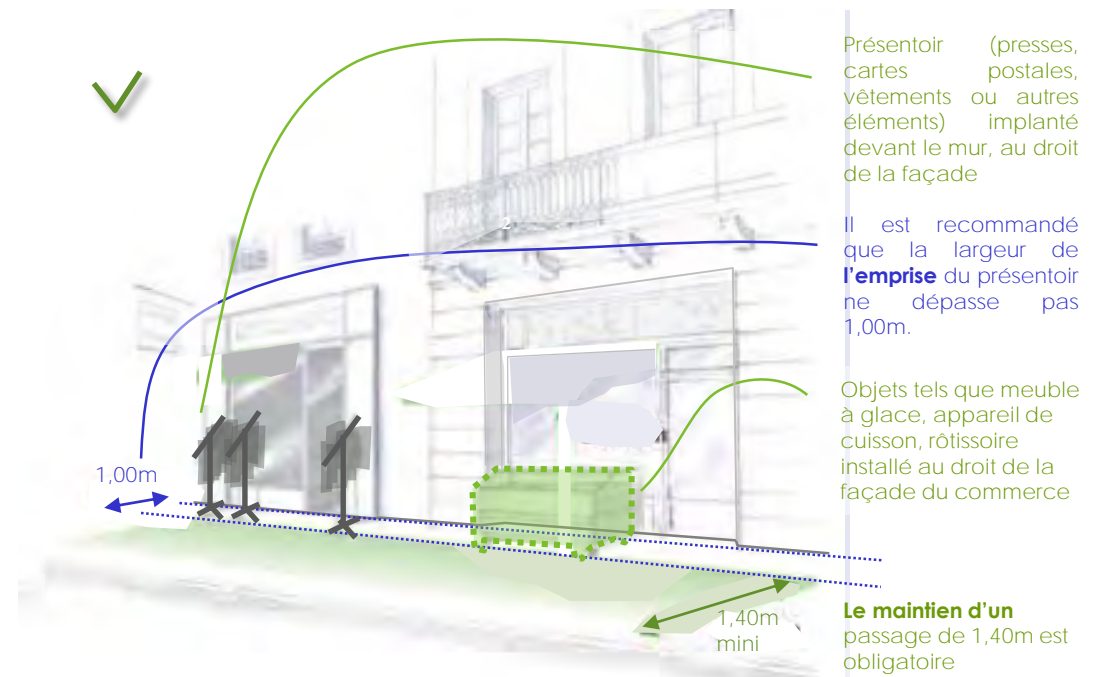 Présentoir (presses,
cartes postales,
vêtements ou autres
éléments) implanté
devant le mur, au droit
de la façade
2
Il est recommandé
que la largeur de
l'emprise du présentoir
ne dépasse pas
1,00m.
Objets tels que meuble
à glace, appareil de
cuisson, rôtissoire
installé au droit de la
façade du commerce
1,00m
1,40m
mini
Le maintien d'un
passage de 1,40m est
obligatoire